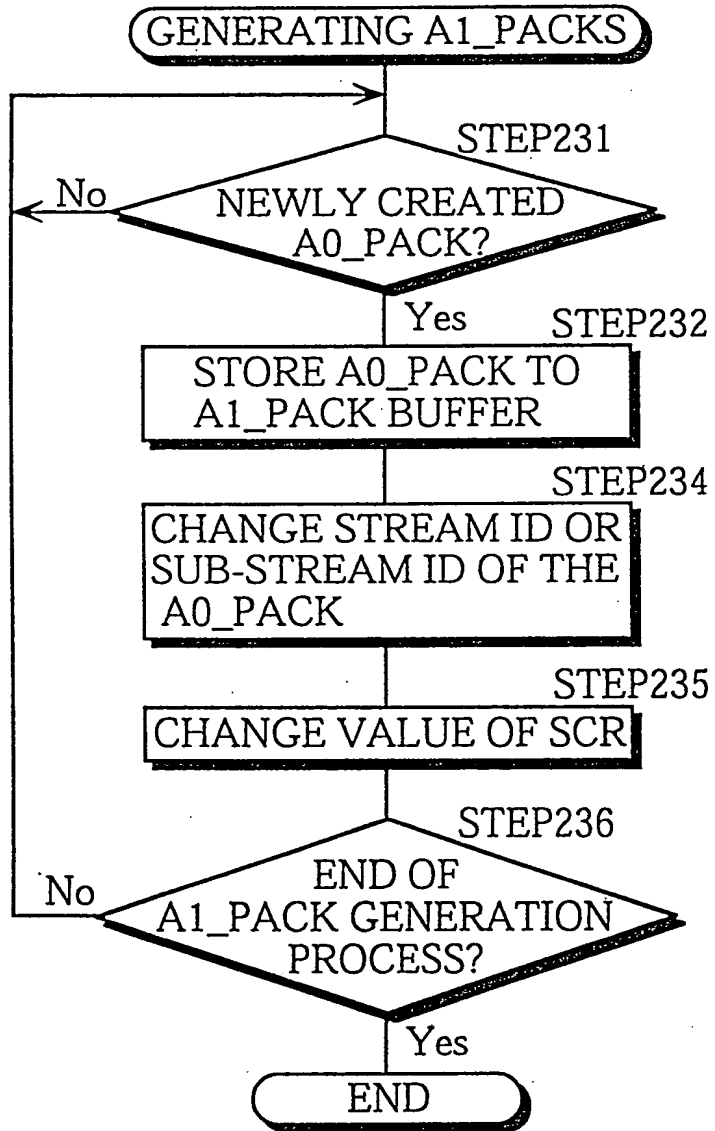 GENERATING A1_PACKS
STEP231
No
NEWLY CREATED
A0_PACK?
Yes
STEP232
STORE A0_PACK TO
A1_PACK BUFFER
STEP234
CHANGE STREAM ID OR
SUB-STREAM ID OF THE
A0_PACK
STEP235
CHANGE VALUE OF SCR
STEP236
No
END OF
A1_PACK GENERATION
PROCESS?
Yes
END